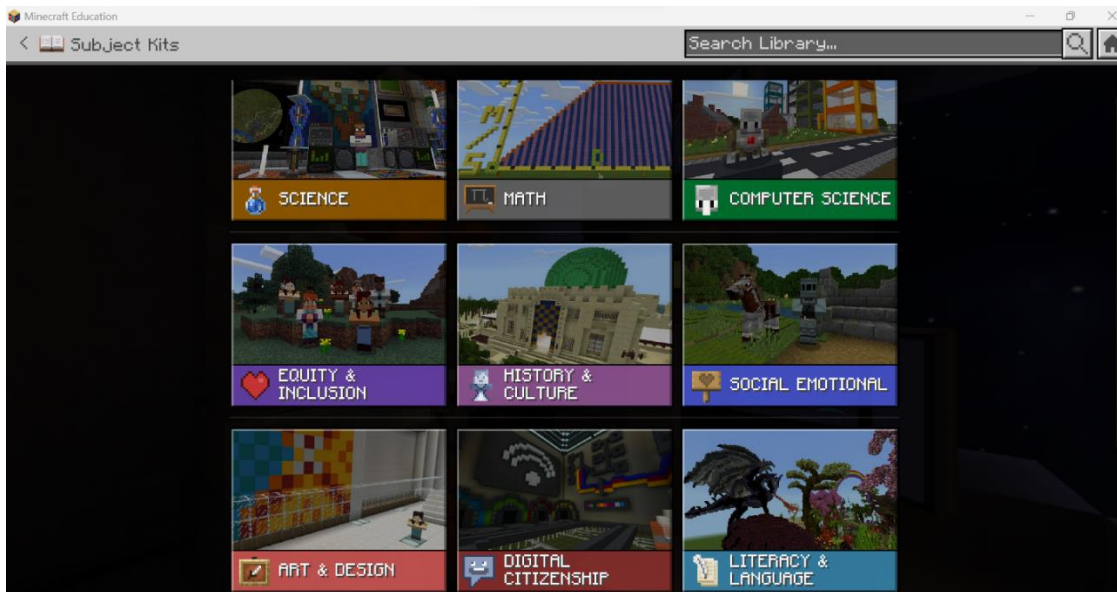 Minecraft Education
Subject Kits
Search Library...
SCIENCE
MATH
COMPUTER SCIENCE
EQUITY &
INCLUSION
HISTORY &
CULTURE
SOCIAL EMOTIONAL
ART & DESIGN
DIGITAL
CITIZENSHIP
LITERACY &
LANGUAGE